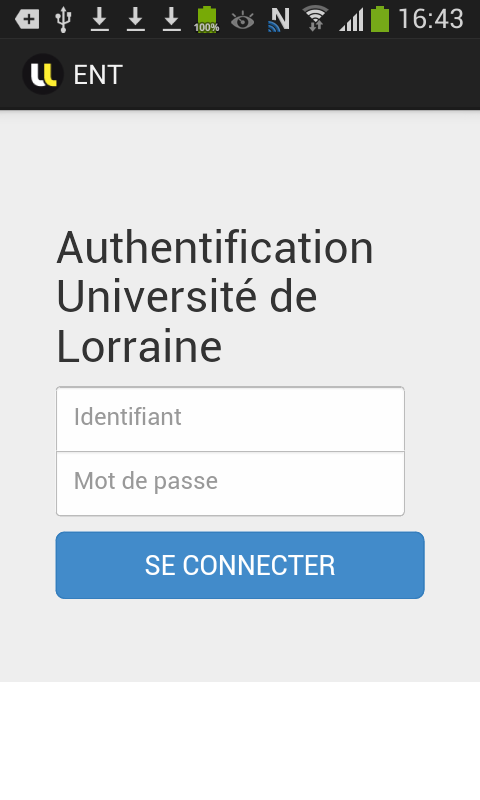 100%
N
16:43
ENT
Authentification
Université de
Lorraine
Identifiant
Mot de passe
SE CONNECTER